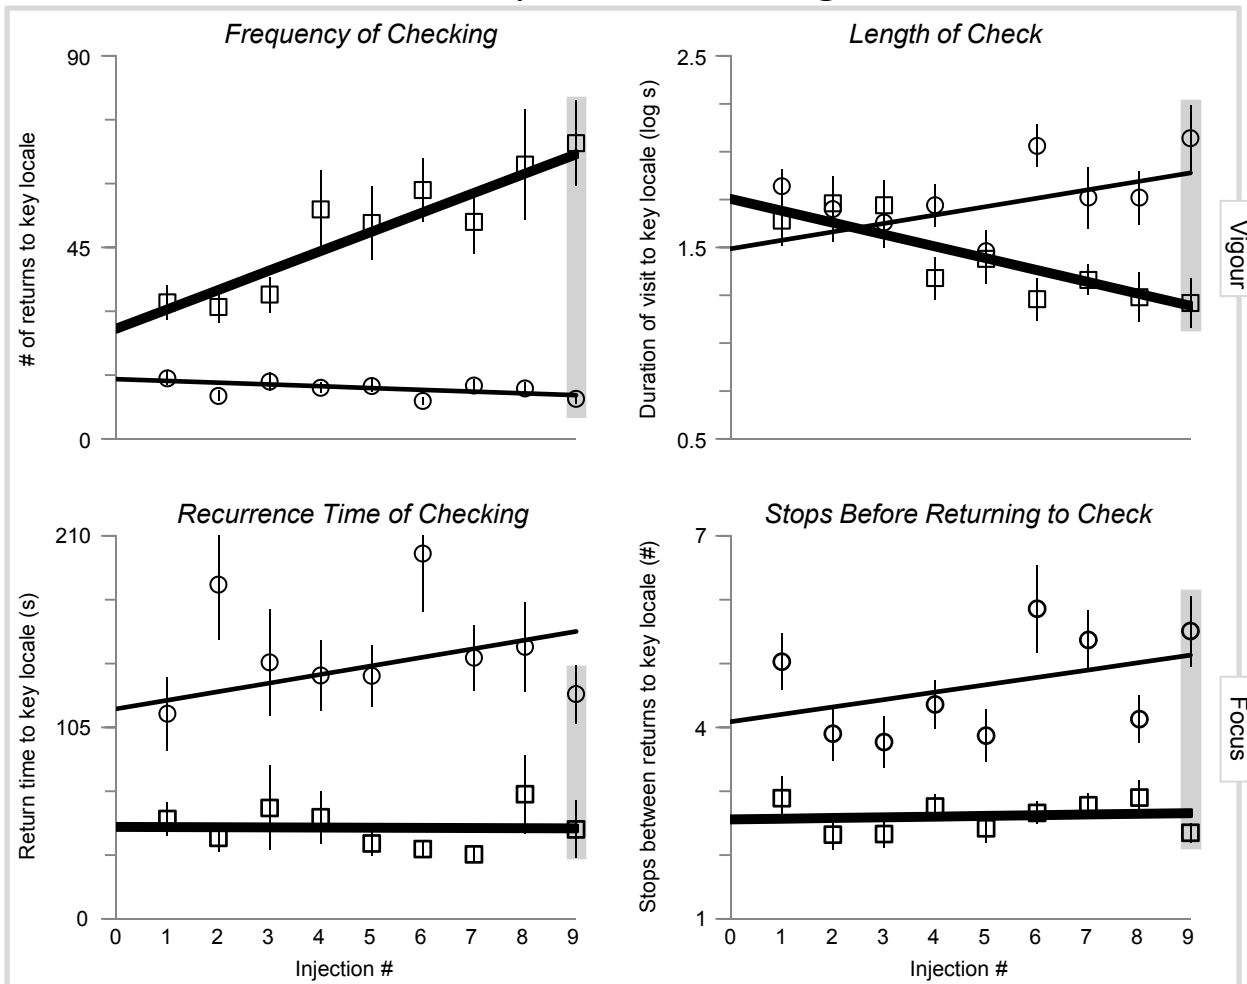 Frequency of Checking
Length of Check
90
45
0
# of returns to key locale
2.5
1.5
0.5
Duration of visit to key locale (log s)
Vigour
Recurrence Time of Checking
Stops Before Returning to Check
210
105
0
Return time to key locale (s)
7
4
1
Stops between returns to key locale (#)
Focus
0 1 2 3 4 5 6 7 8 9
Injection #
0 1 2 3 4 5 6 7 8 9
Injection #